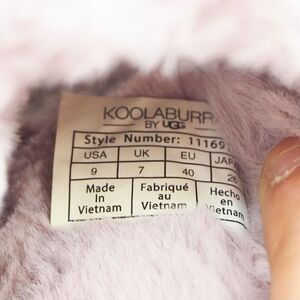 KOOLABURR
BY UGG
Style Number: 11169
USA UK EU JAP
9 7 40 26
Made Fabriqué Hecho
in au en
Vietnam Vietnam Vietnam